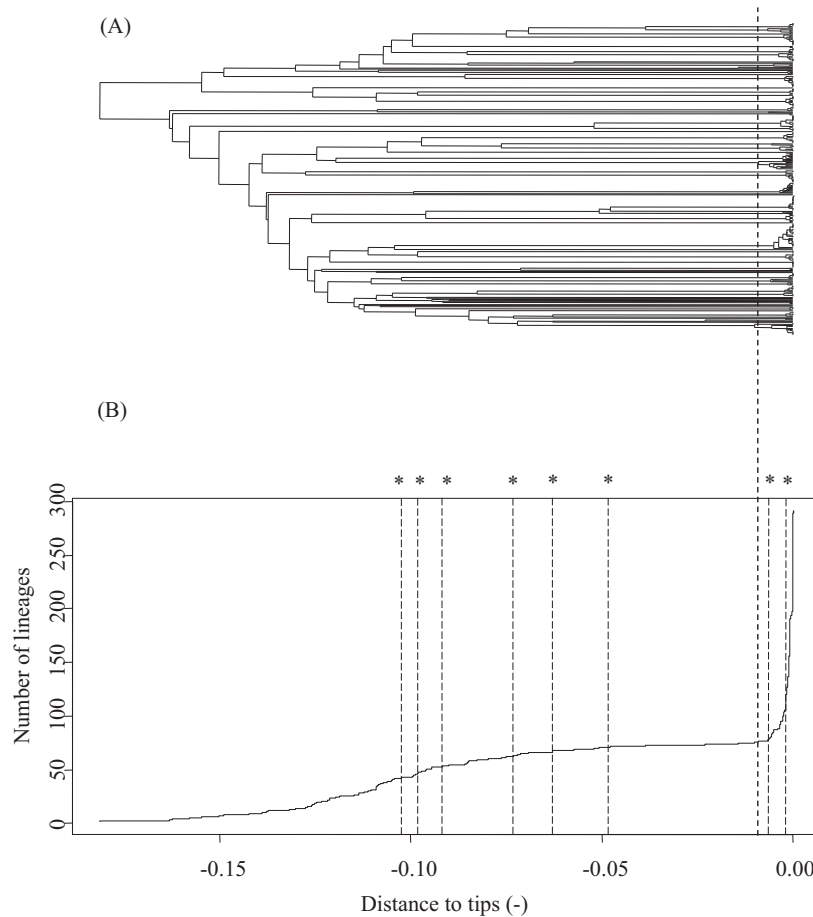 (A)
(B)
* * * * * * * *
300
250
200
150
100
50
0
Number of lineages
-0.15 -0.10 -0.05 0.00
Distance to tips (-)